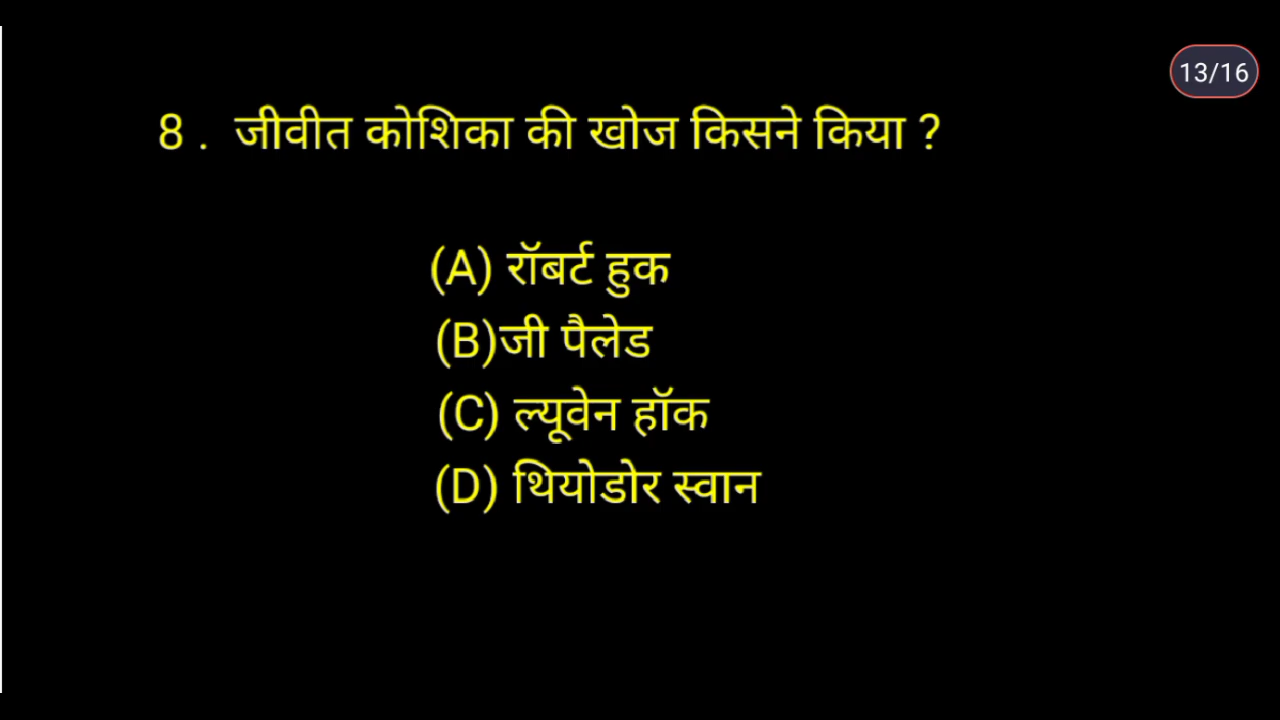 13/16
8 . जीवीत कोशिका की खोज किसने किया ?
(A) रॉबर्ट हुक
(B)जी पैलेड
(C) ल्यूवेन हॉक
(D) थियोडोर स्वान